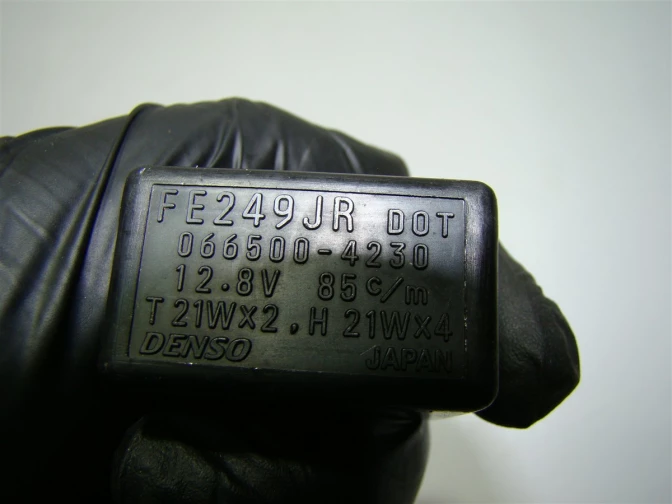 FE249JR DOT
066500-4230
12.8V 85c/m
T 21W×2, H 21W×4
DENSO JAPAN